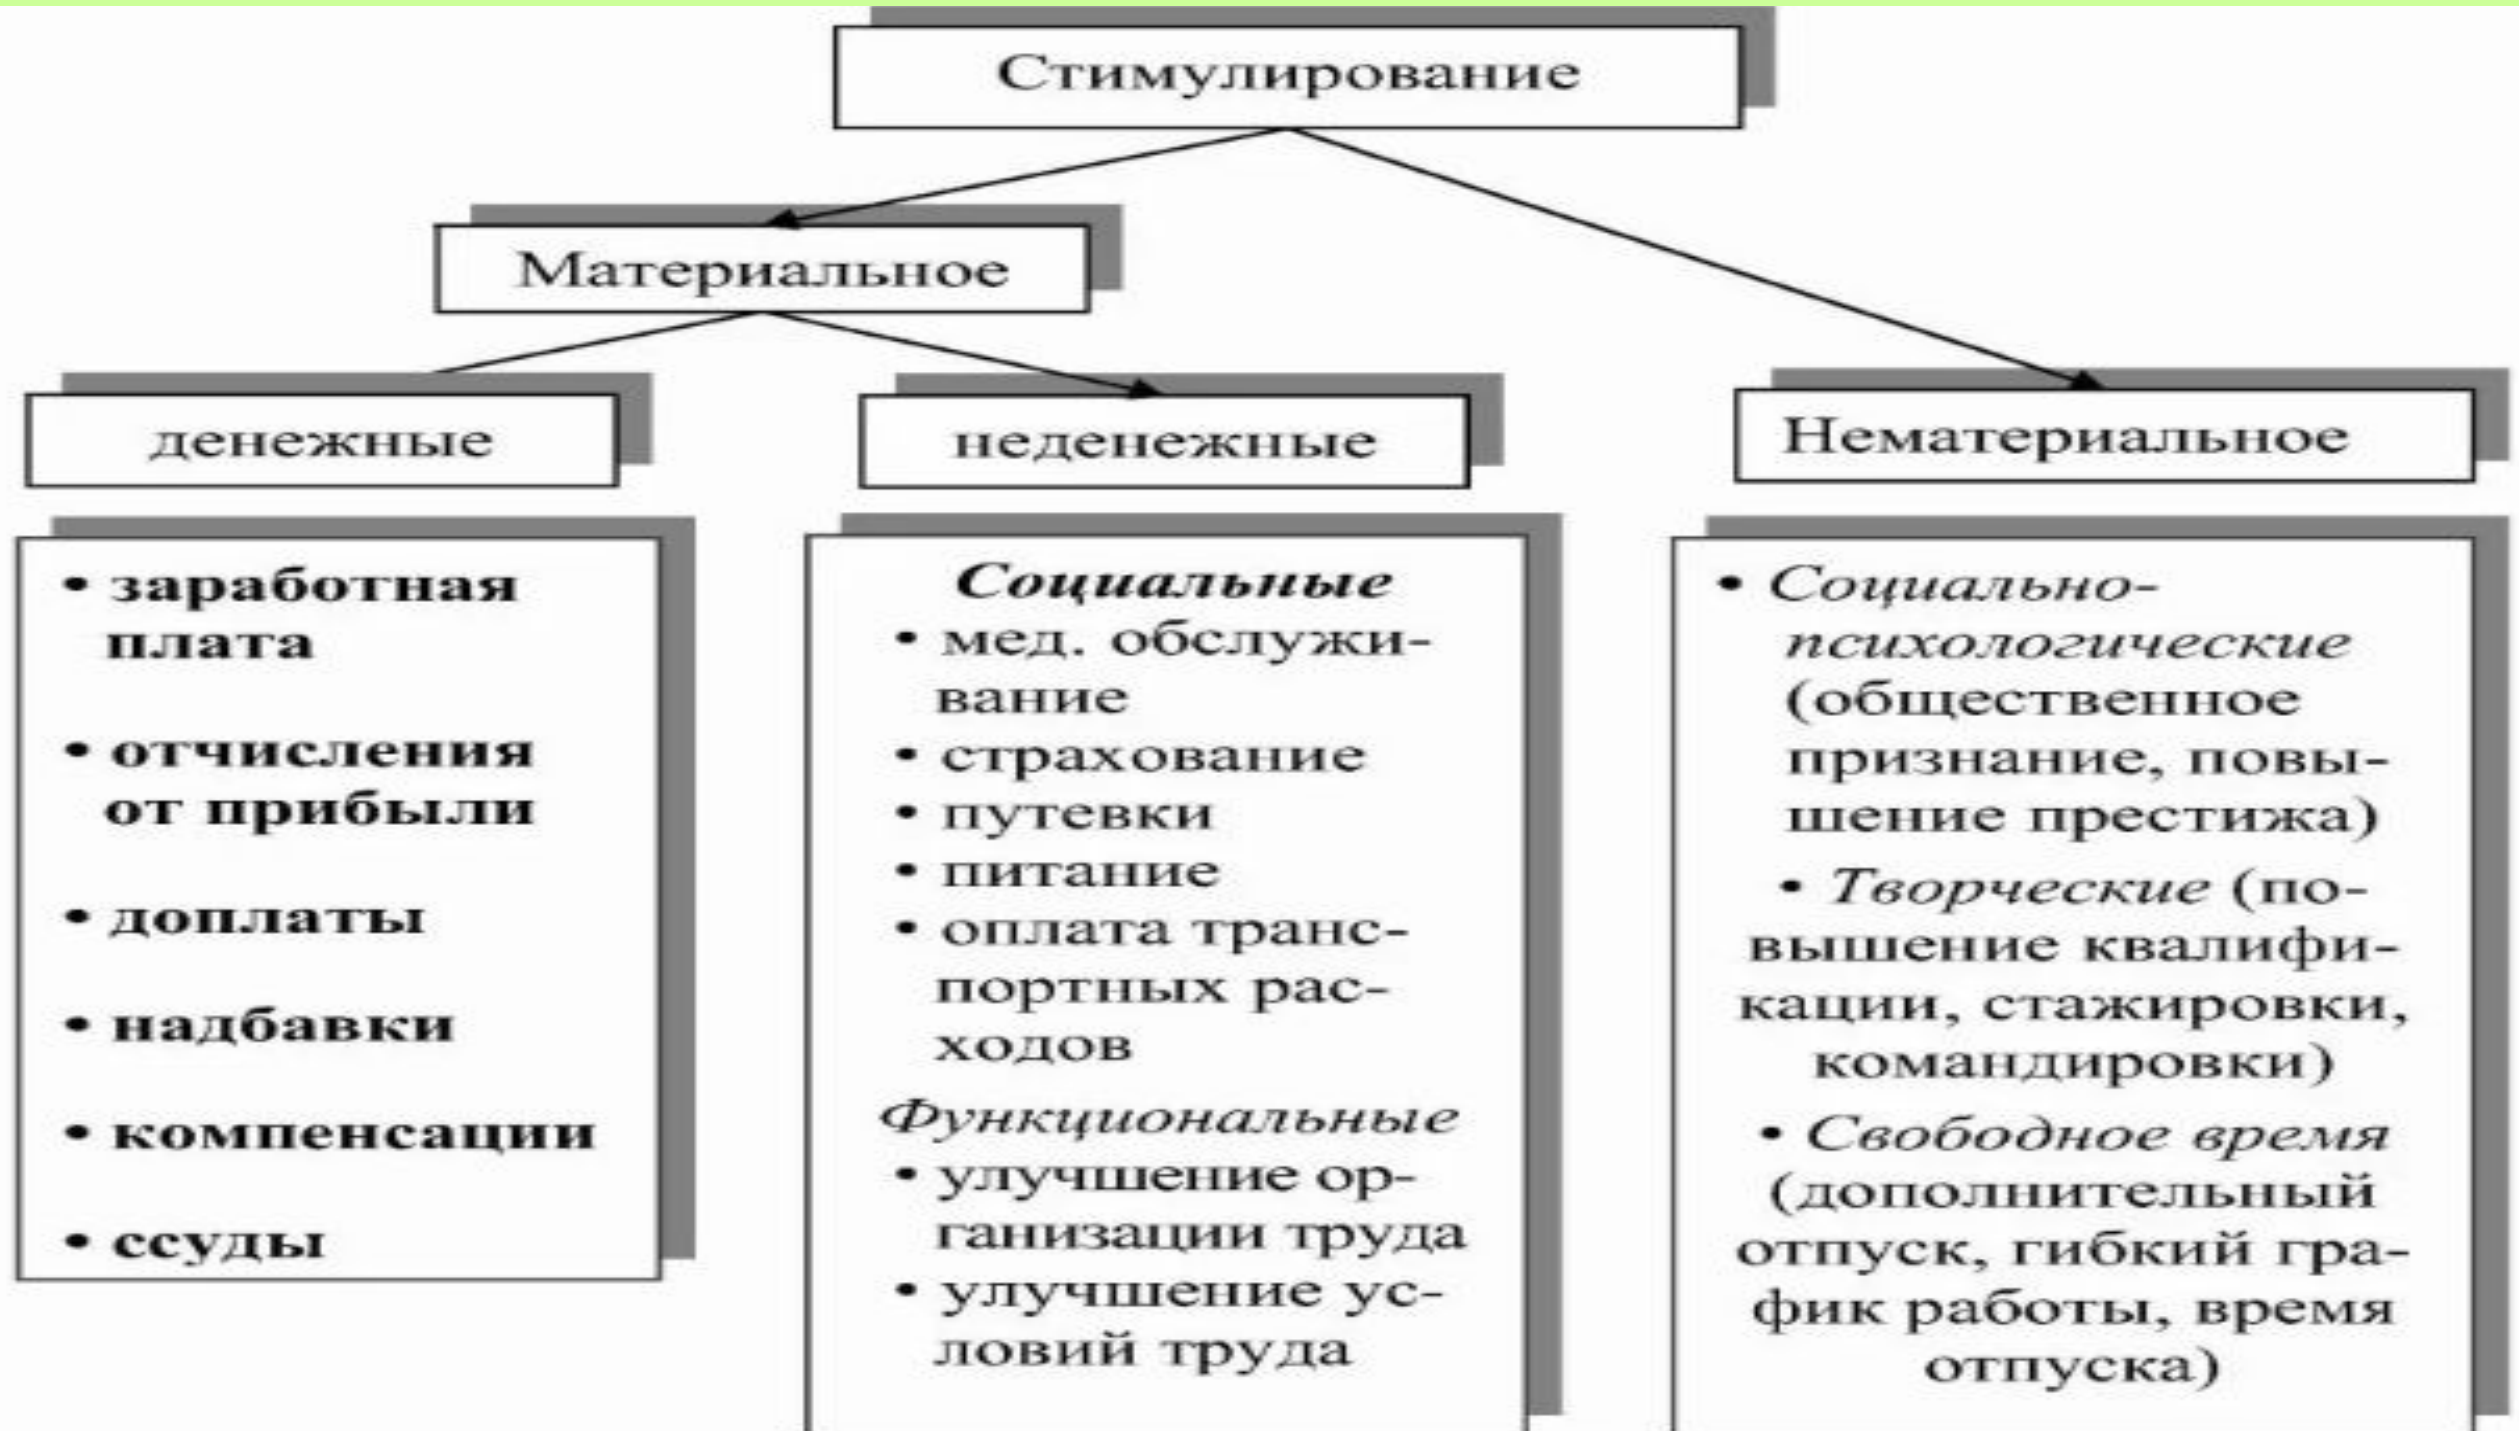 Стимулирование
Материальное
денежные
неденежные
Нематериальное
• заработная
плата
• отчисления
от прибыли
• доплаты
• надбавки
• компенсации
• ссуды
Социальные
• мед. обслужи-
вание
• страхование
• путевки
• питание
• оплата транс-
портных рас-
ходов
Функциональные
• улучшение ор-
ганизации труда
• улучшение ус-
ловий труда
• Социально-
психологические
(общественное
признание, повы-
шение престижа)
• Творческие (по-
вышение квалифи-
кации, стажировки,
командировки)
• Свободное время
(дополнительный
отпуск, гибкий гра-
фик работы, время
отпуска)